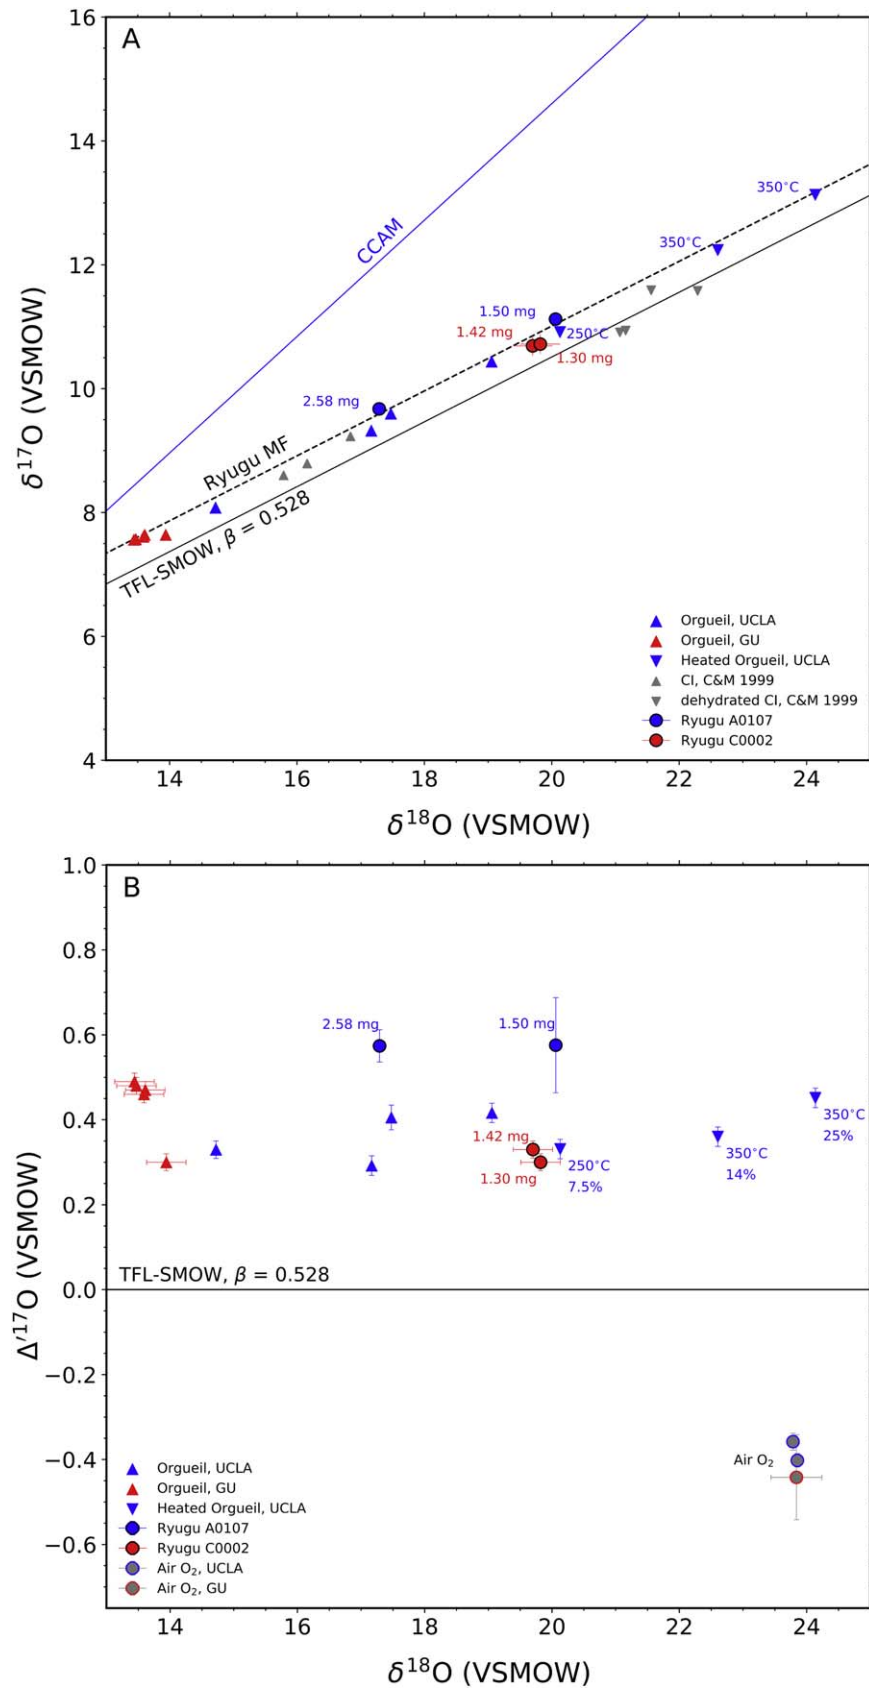 A
16
14
12
10
8
6
4
δ¹⁷O (VSMOW)
CCAM
350°C
350°C
1.50 mg
250°C
1.42 mg
1.30 mg
2.58 mg
Ryugu MF
TFL-SMOW, β = 0.528
Orgueil, UCLA
Orgueil, GU
Heated Orgueil, UCLA
CI, C&M 1999
dehydrated CI, C&M 1999
Ryugu A0107
Ryugu C0002
14 16 18 20 22 24
δ¹⁸O (VSMOW)
B
1.0
0.8
0.6
0.4
0.2
0.0
−0.2
−0.4
−0.6
Δ′¹⁷O (VSMOW)
2.58 mg
1.50 mg
1.42 mg
1.30 mg
250°C
7.5%
350°C
14%
350°C
25%
TFL-SMOW, β = 0.528
Air O₂
Orgueil, UCLA
Orgueil, GU
Heated Orgueil, UCLA
Ryugu A0107
Ryugu C0002
Air O₂, UCLA
Air O₂, GU
14 16 18 20 22 24
δ¹⁸O (VSMOW)